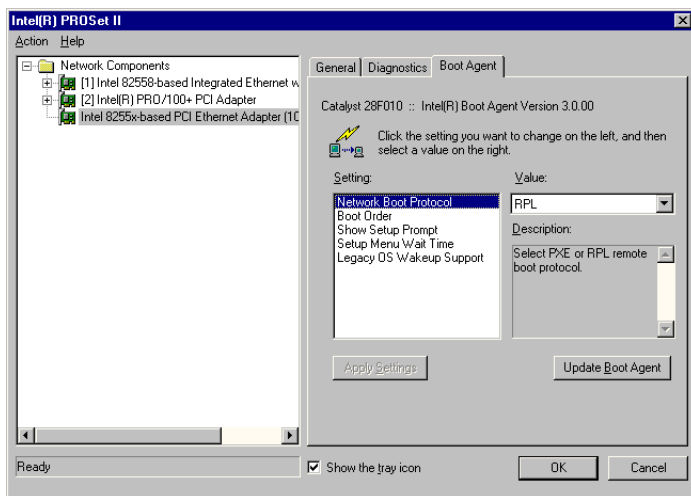 Intel(R) PROSet II
Action Help
Network Components
[1] Intel 82558-based Integrated Ethernet w
[2] Intel(R) PRO/100+ PCI Adapter
Intel 8255x-based PCI Ethernet Adapter (10
General Diagnostics Boot Agent
Catalyst 28F010 :: Intel(R) Boot Agent Version 3.0.00
Click the setting you want to change on the left, and then
select a value on the right.
Setting:
Network Boot Protocol
Boot Order
Show Setup Prompt
Setup Menu Wait Time
Legacy OS Wakeup Support
Value:
RPL
Description:
Select PXE or RPL remote
boot protocol.
Apply Settings
Update Boot Agent
Ready
Show the tray icon
OK
Cancel